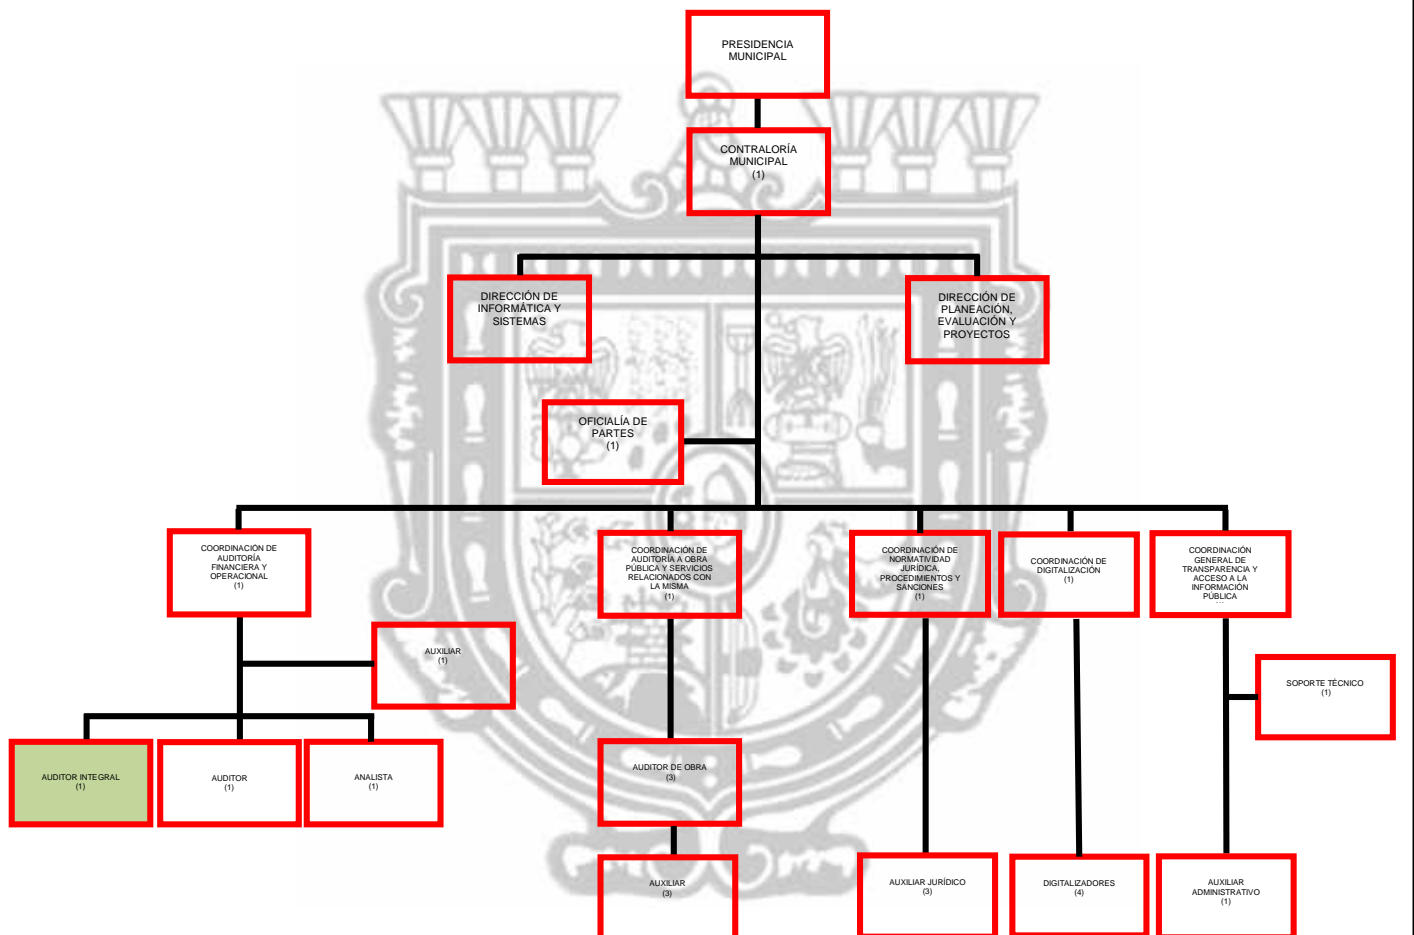 PRESIDENCIA
MUNICIPAL
CONTRALORÍA
MUNICIPAL
(1)
DIRECCIÓN DE
INFORMÁTICA Y
SISTEMAS
DIRECCIÓN DE
PLANEACIÓN,
EVALUACIÓN Y
PROYECTOS
OFICIALÍA DE
PARTES
(1)
COORDINACIÓN DE
AUDITORÍA
FINANCIERA Y
OPERACIONAL
(1)
COORDINACIÓN DE
AUDITORÍA A OBRA
PÚBLICA Y SERVICIOS
RELACIONADOS CON
LA MISMA
(1)
COORDINACIÓN DE
NORMATIVIDAD
JURÍDICA,
PROCEDIMIENTOS Y
SANCIONES
(1)
COORDINACIÓN DE
DIGITALIZACIÓN
(1)
COORDINACIÓN
GENERAL DE
TRANSPARENCIA Y
ACCESO A LA
INFORMACIÓN
PÚBLICA
AUXILIAR
(1)
SOPORTE TÉCNICO
(1)
AUDITOR INTEGRAL
(1)
AUDITOR
(1)
ANALISTA
(1)
AUDITOR DE OBRA
(3)
AUXILIAR
(3)
AUXILIAR JURÍDICO
(3)
DIGITALIZADORES
(4)
AUXILIAR
ADMINISTRATIVO
(1)